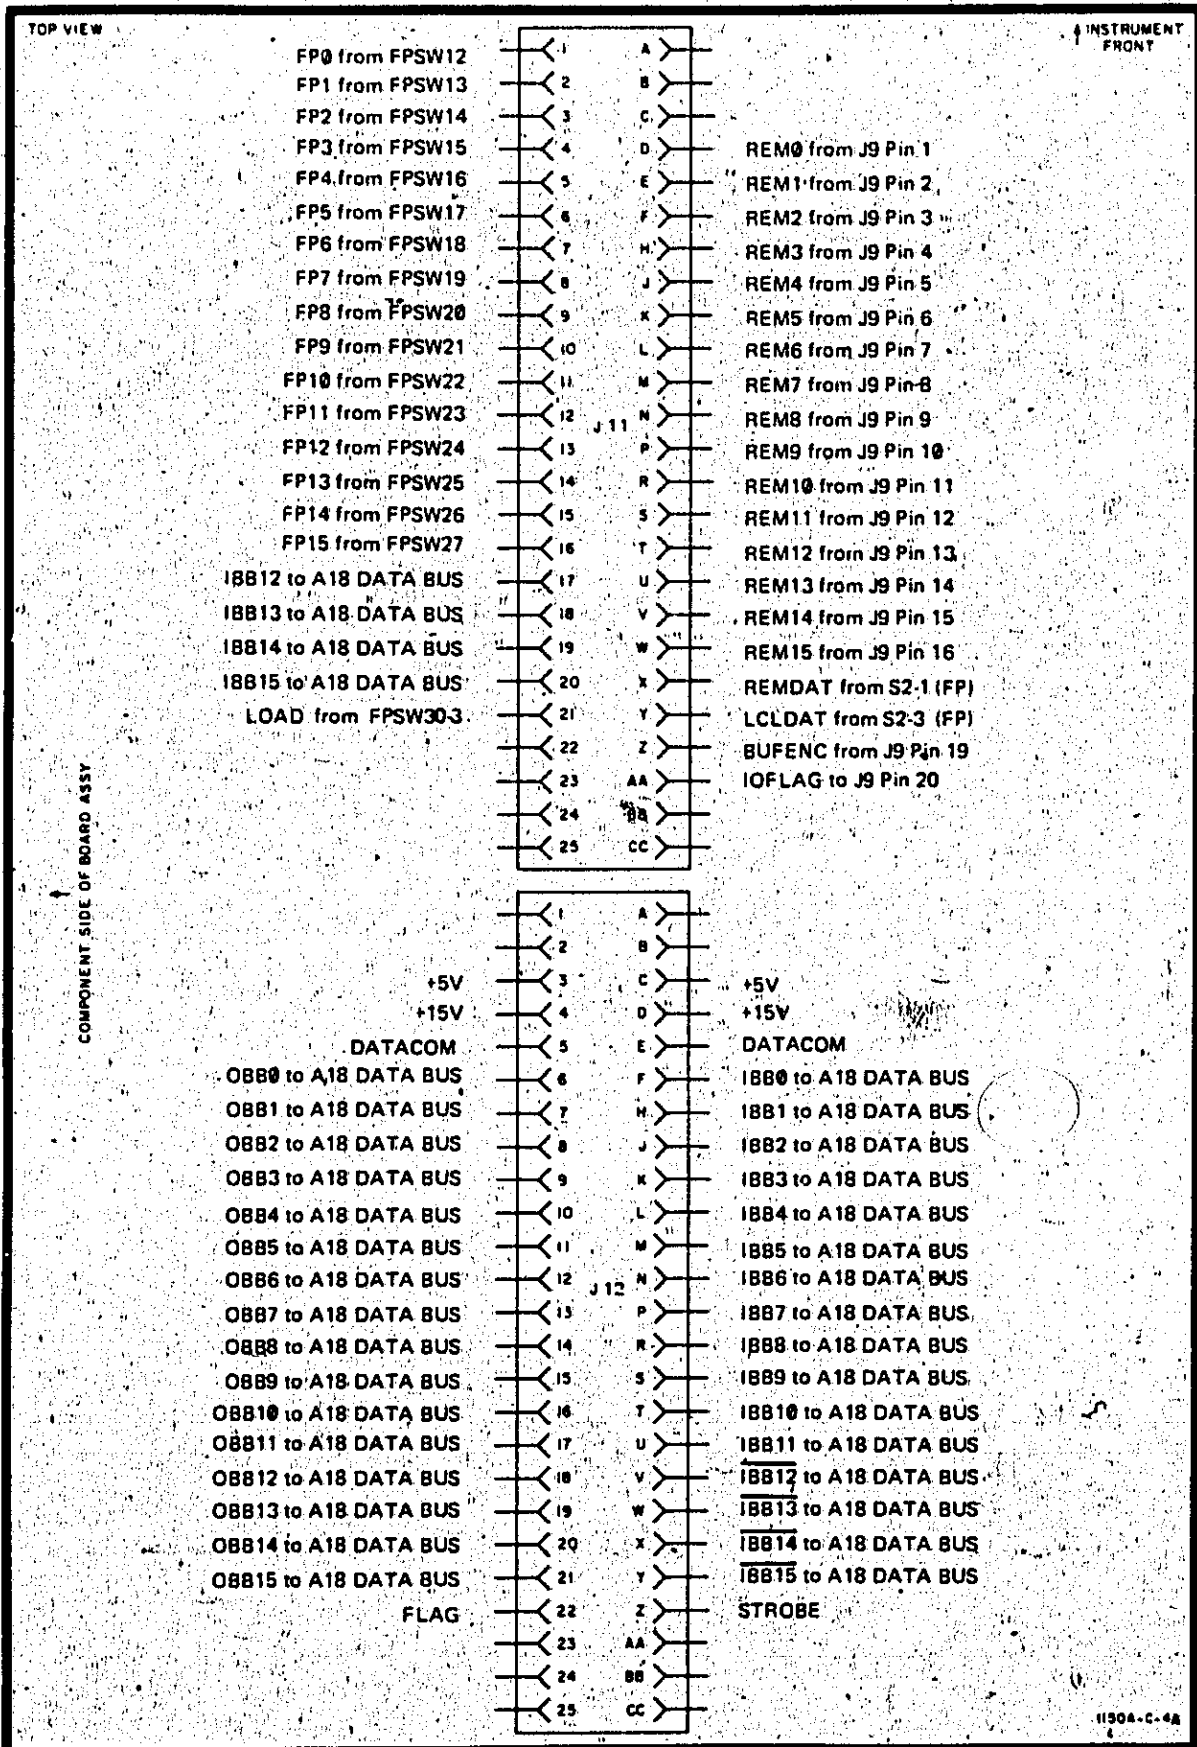 TOP VIEW
INSTRUMENT
FRONT
FP0 from FPSW12 1 A
FP1 from FPSW13 2 B
FP2 from FPSW14 3 C
FP3 from FPSW15 4 D REM0 from J9 Pin 1
FP4 from FPSW16 5 E REM1 from J9 Pin 2
FP5 from FPSW17 6 F REM2 from J9 Pin 3
FP6 from FPSW18 7 H REM3 from J9 Pin 4
FP7 from FPSW19 8 J REM4 from J9 Pin 5
FP8 from FPSW20 9 K REM5 from J9 Pin 6
FP9 from FPSW21 10 L REM6 from J9 Pin 7
FP10 from FPSW22 11 M REM7 from J9 Pin 8
FP11 from FPSW23 12 N REM8 from J9 Pin 9
J11
FP12 from FPSW24 13 P REM9 from J9 Pin 10
FP13 from FPSW25 14 R REM10 from J9 Pin 11
FP14 from FPSW26 15 S REM11 from J9 Pin 12
FP15 from FPSW27 16 T REM12 from J9 Pin 13
IBB12 to A18 DATA BUS 17 U REM13 from J9 Pin 14
IBB13 to A18 DATA BUS 18 V REM14 from J9 Pin 15
IBB14 to A18 DATA BUS 19 W REM15 from J9 Pin 16
IBB15 to A18 DATA BUS 20 X REMDAT from S2-1 (FP)
LOAD from FPSW30-3 21 Y LCLDAT from S2-3 (FP)
22 Z BUFENC from J9 Pin 19
23 AA IOFLAG to J9 Pin 20
24 BB
25 CC
COMPONENT SIDE OF BOARD ASSY
1 A
2 B
+5V 3 C +5V
+15V 4 D +15V
DATACOM 5 E DATACOM
OBB0 to A18 DATA BUS 6 F IBB0 to A18 DATA BUS
OBB1 to A18 DATA BUS 7 H IBB1 to A18 DATA BUS
OBB2 to A18 DATA BUS 8 J IBB2 to A18 DATA BUS
OBB3 to A18 DATA BUS 9 K IBB3 to A18 DATA BUS
OBB4 to A18 DATA BUS 10 L IBB4 to A18 DATA BUS
OBB5 to A18 DATA BUS 11 M IBB5 to A18 DATA BUS
OBB6 to A18 DATA BUS 12 N IBB6 to A18 DATA BUS
J12
OBB7 to A18 DATA BUS 13 P IBB7 to A18 DATA BUS
OBB8 to A18 DATA BUS 14 R IBB8 to A18 DATA BUS
OBB9 to A18 DATA BUS 15 S IBB9 to A18 DATA BUS
OBB10 to A18 DATA BUS 16 T IBB10 to A18 DATA BUS
OBB11 to A18 DATA BUS 17 U IBB11 to A18 DATA BUS
OBB12 to A18 DATA BUS 18 V I̅B̅B̅1̅2̅ to A18 DATA BUS
OBB13 to A18 DATA BUS 19 W I̅B̅B̅1̅3̅ to A18 DATA BUS
OBB14 to A18 DATA BUS 20 X I̅B̅B̅1̅4̅ to A18 DATA BUS
OBB15 to A18 DATA BUS 21 Y I̅B̅B̅1̅5̅ to A18 DATA BUS
FLAG 22 Z STROBE
23 AA
24 BB
25 CC
1150A-C-4A